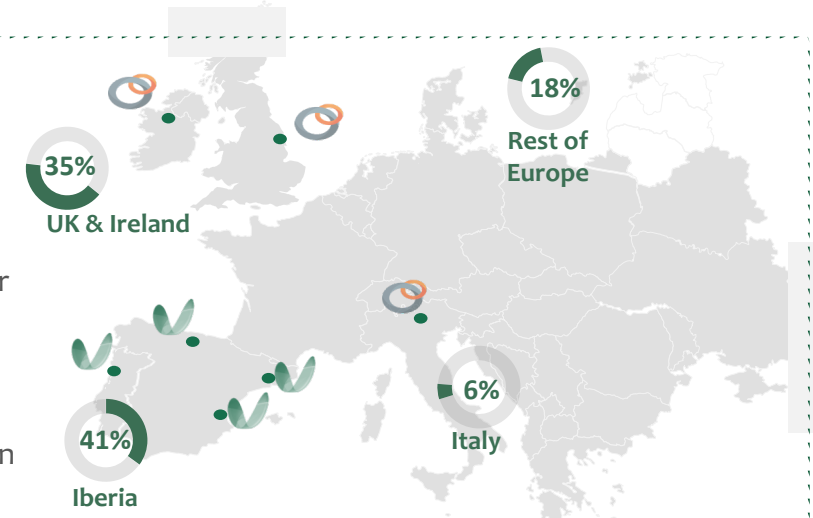 18%
Rest of
Europe
35%
UK & Ireland
r
6%
Italy
41%
n
Iberia